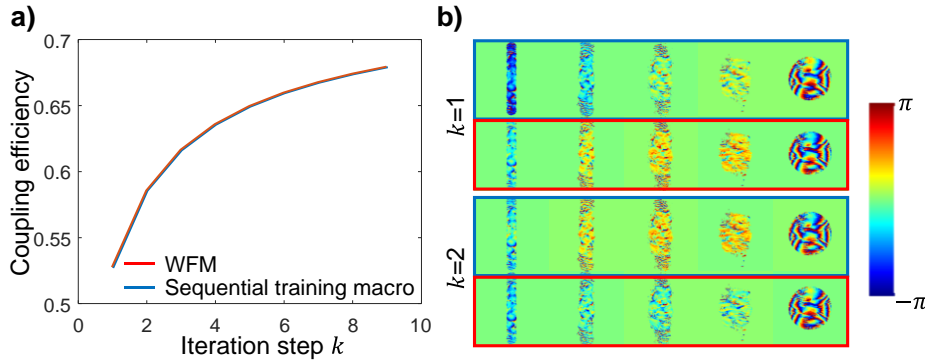 a)
Coupling efficiency
0.7
0.65
0.6
0.55
0.5
WFM
Sequential training macro
0 2 4 6 8 10
Iteration step k
b)
k=1
k=2
π
−π